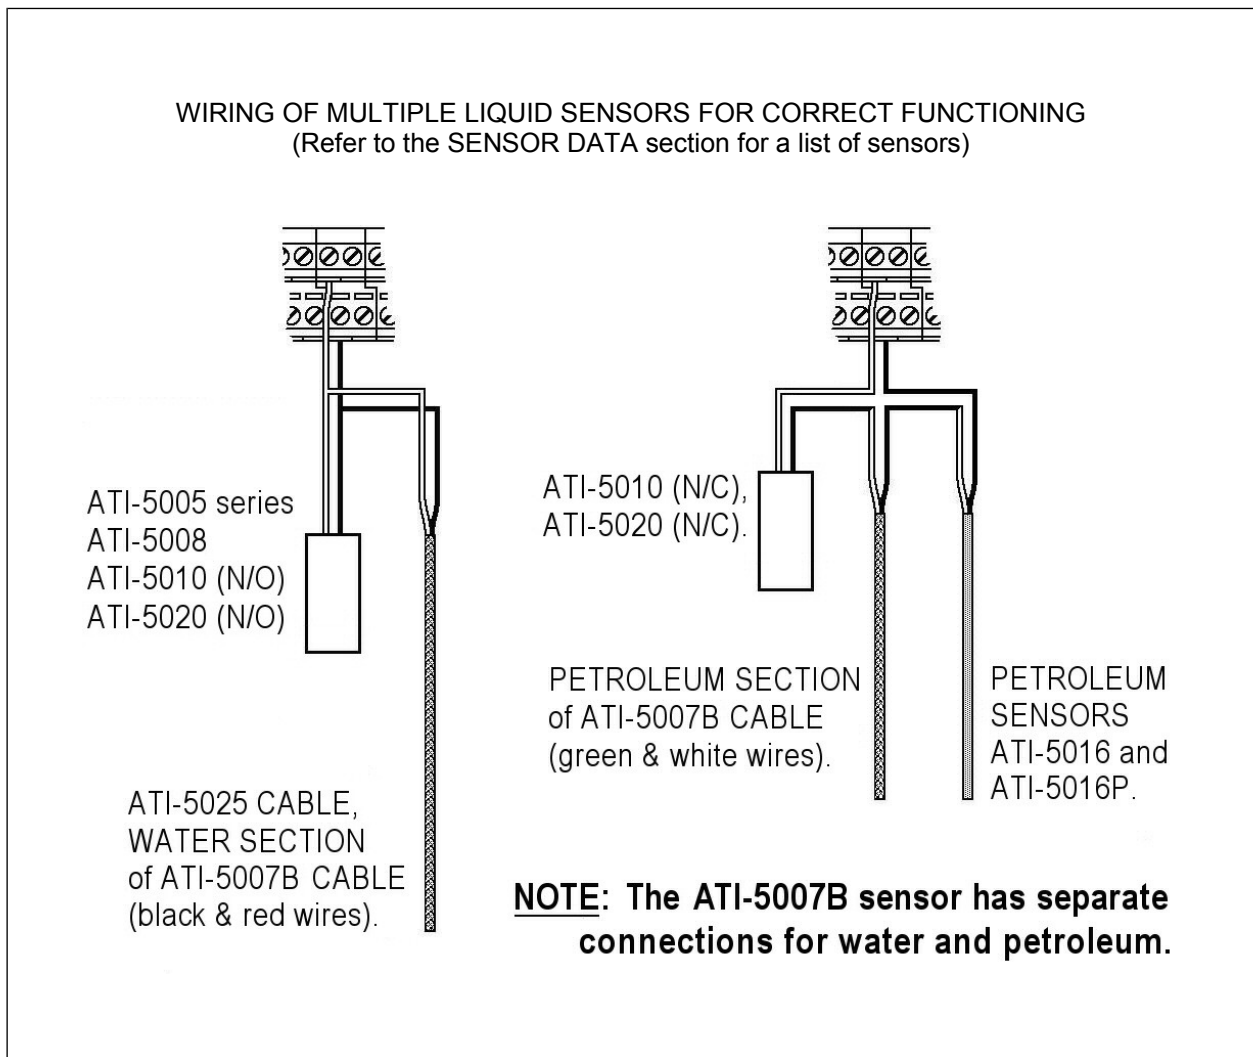 WIRING OF MULTIPLE LIQUID SENSORS FOR CORRECT FUNCTIONING
(Refer to the SENSOR DATA section for a list of sensors)
ATI-5005 series
ATI-5008
ATI-5010 (N/O)
ATI-5020 (N/O)
ATI-5025 CABLE,
WATER SECTION
of ATI-5007B CABLE
(black & red wires).
ATI-5010 (N/C),
ATI-5020 (N/C).
PETROLEUM SECTION
of ATI-5007B CABLE
(green & white wires).
PETROLEUM
SENSORS
ATI-5016 and
ATI-5016P.
NOTE: The ATI-5007B sensor has separate
connections for water and petroleum.